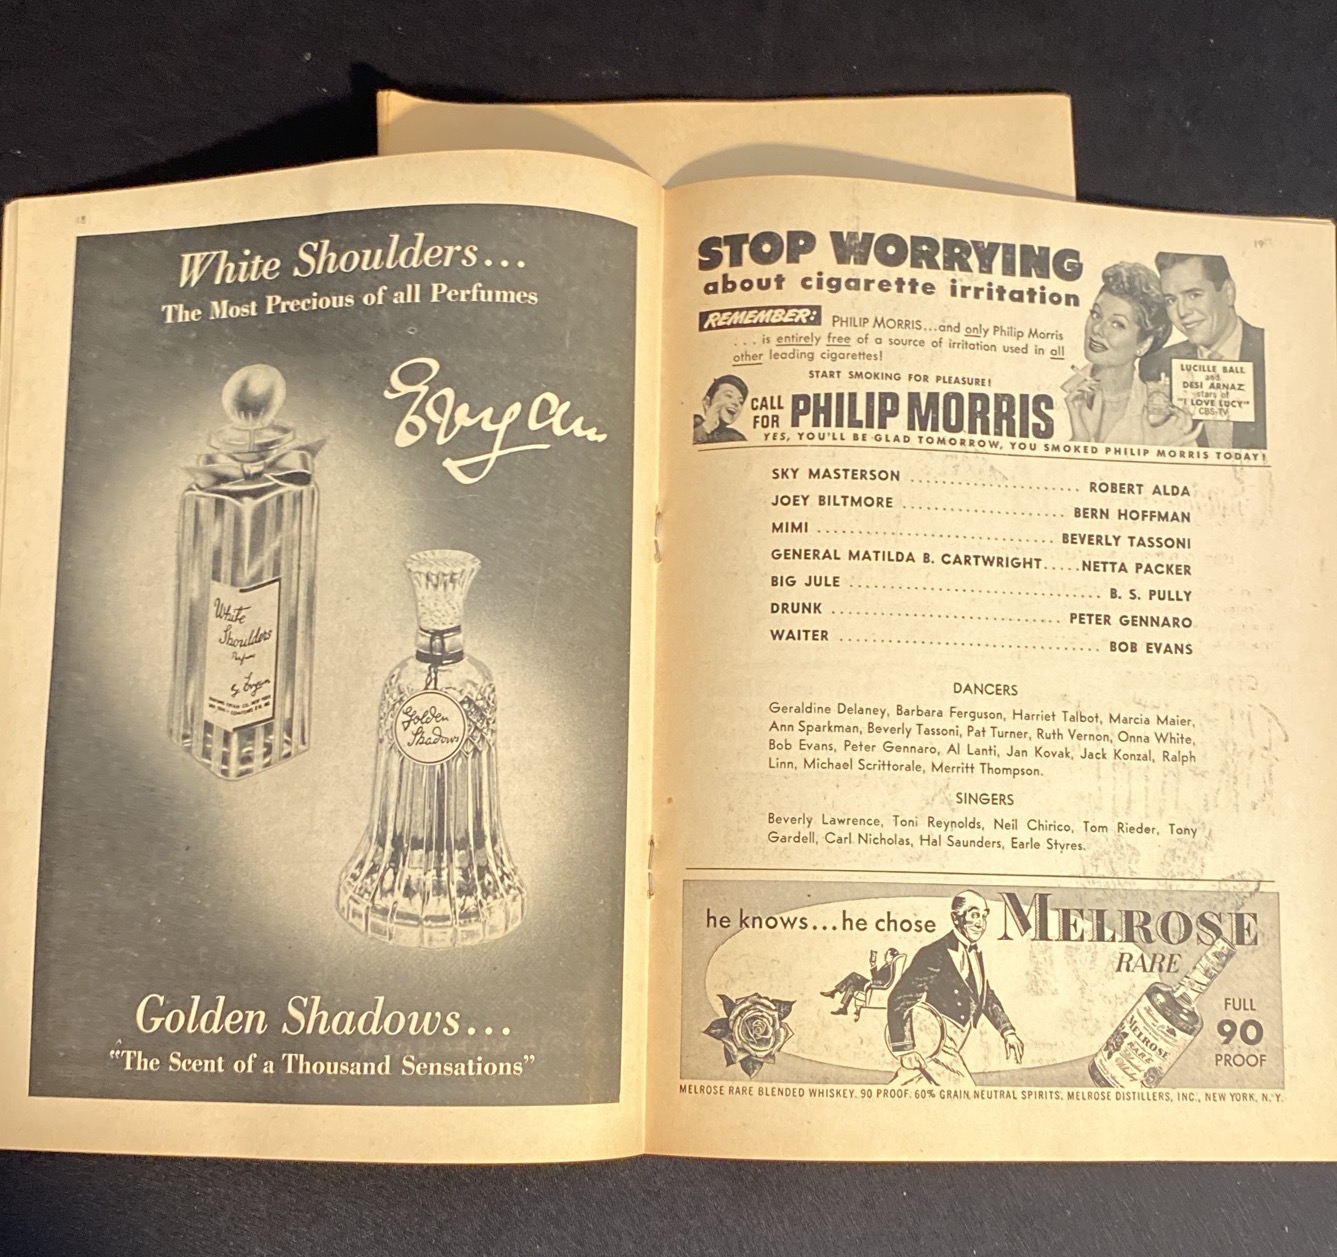 18
White Shoulders...
The Most Precious of all Perfumes
Evyan
White
Shoulders
by Evyan
Golden
Shadows
Golden Shadows...
"The Scent of a Thousand Sensations"
19
STOP WORRYING
about cigarette irritation
REMEMBER: PHILIP MORRIS...and only Philip Morris
... is entirely free of a source of irritation used in all
other leading cigarettes!
START SMOKING FOR PLEASURE!
CALL
FOR PHILIP MORRIS
YES, YOU'LL BE GLAD TOMORROW, YOU SMOKED PHILIP MORRIS TODAY!
LUCILLE BALL
and
DESI ARNAZ
stars of
"I LOVE LUCY"
CBS-TV
SKY MASTERSON ........................ ROBERT ALDA
JOEY BILTMORE ...................... BERN HOFFMAN
MIMI ................................ BEVERLY TASSONI
GENERAL MATILDA B. CARTWRIGHT.....NETTA PACKER
BIG JULE .................................. B. S. PULLY
DRUNK ............................... PETER GENNARO
WAITER ................................... BOB EVANS
DANCERS
Geraldine Delaney, Barbara Ferguson, Harriet Talbot, Marcia Maier,
Ann Sparkman, Beverly Tassoni, Pat Turner, Ruth Vernon, Onna White,
Bob Evans, Peter Gennaro, Al Lanti, Jan Kovak, Jack Konzal, Ralph
Linn, Michael Scrittorale, Merritt Thompson.
SINGERS
Beverly Lawrence, Toni Reynolds, Neil Chirico, Tom Rieder, Tony
Gardell, Carl Nicholas, Hal Saunders, Earle Styres.
he knows...he chose MELROSE
RARE
MELROSE
RARE
FULL
90
PROOF
MELROSE RARE BLENDED WHISKEY. 90 PROOF. 60% GRAIN NEUTRAL SPIRITS. MELROSE DISTILLERS, INC., NEW YORK, N. Y.